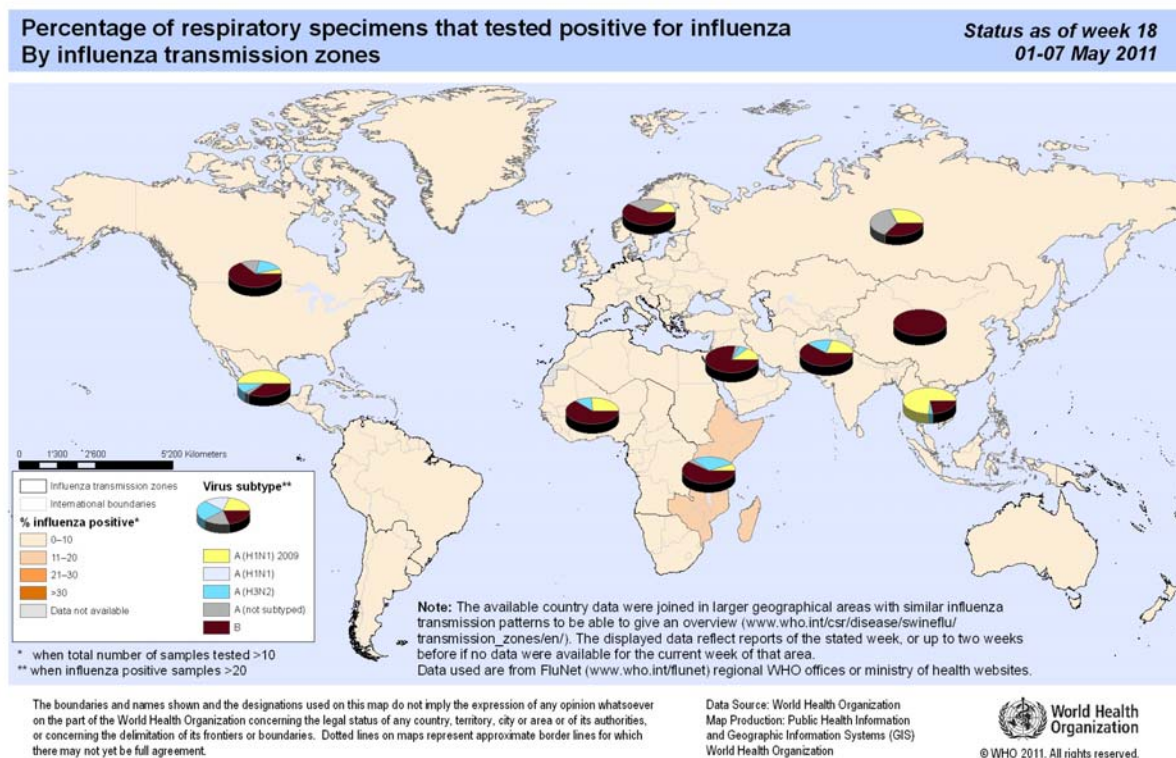 Percentage of respiratory specimens that tested positive for influenza
By influenza transmission zones
Status as of week 18
01-07 May 2011
0 1'300 2'600 5'200 Kilometers
Influenza transmission zones
International boundaries
% influenza positive*
0–10
11–20
21–30
>30
Data not available
Virus subtype**
A (H1N1) 2009
A (H1N1)
A (H3N2)
A (not subtyped)
B
* when total number of samples tested >10
** when influenza positive samples >20
Note: The available country data were joined in larger geographical areas with similar influenza
transmission patterns to be able to give an overview (www.who.int/csr/disease/swineflu/
transmission_zones/en/). The displayed data reflect reports of the stated week, or up to two weeks
before if no data were available for the current week of that area.
Data used are from FluNet (www.who.int/flunet) regional WHO offices or ministry of health websites.
The boundaries and names shown and the designations used on this map do not imply the expression of any opinion whatsoever
on the part of the World Health Organization concerning the legal status of any country, territory, city or area or of its authorities,
or concerning the delimitation of its frontiers or boundaries. Dotted lines on maps represent approximate border lines for which
there may not yet be full agreement.
Data Source: World Health Organization
Map Production: Public Health Information
and Geographic Information Systems (GIS)
World Health Organization
World Health
Organization
© WHO 2011. All rights reserved.